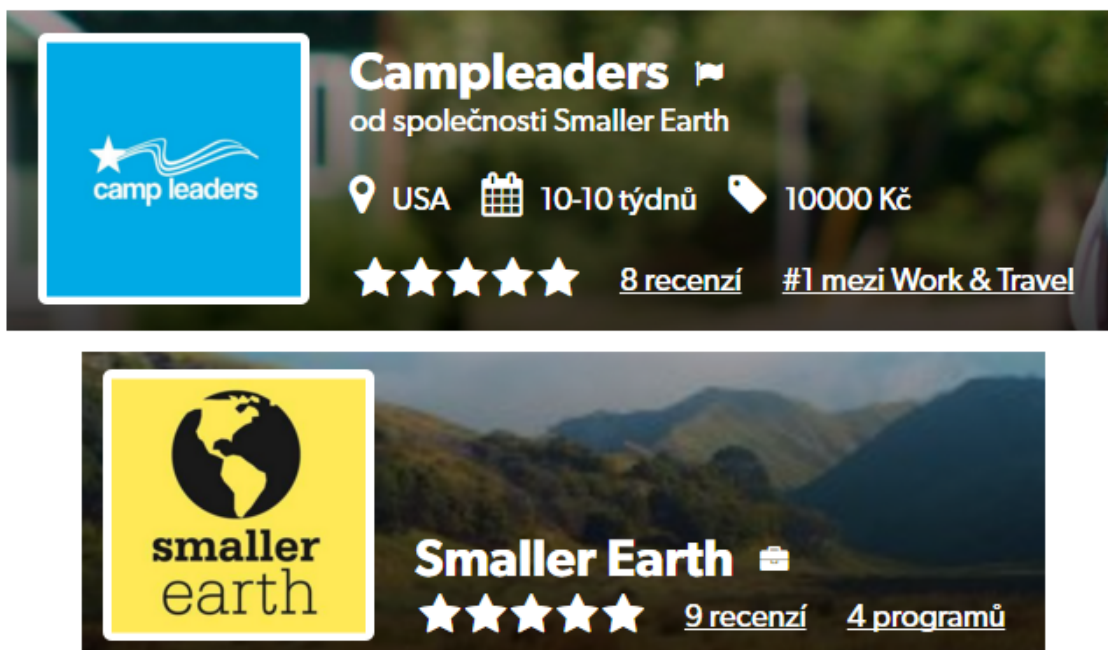 camp leaders
Campleaders
od společnosti Smaller Earth
USA 10-10 týdnů 10000 Kč
8 recenzí #1 mezi Work & Travel
smaller
earth
Smaller Earth
9 recenzí 4 programů